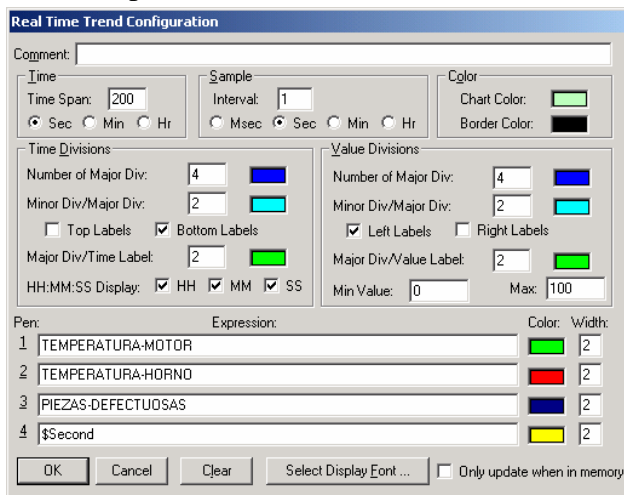 Real Time Trend Configuration
Comment:
Time Sample Color
Time Span: 200 Interval: 1 Chart Color:
Sec Min Hr Msec Sec Min Hr Border Color:
Time Divisions Value Divisions
Number of Major Div: 4 Number of Major Div: 4
Minor Div/Major Div: 2 Minor Div/Major Div: 2
Top Labels Bottom Labels Left Labels Right Labels
Major Div/Time Label: 2 Major Div/Value Label: 2
HH:MM:SS Display: HH MM SS Min Value: 0 Max: 100
Pen: Expression: Color: Width:
1 TEMPERATURA-MOTOR 2
2 TEMPERATURA-HORNO 2
3 PIEZAS-DEFECTUOSAS 2
4 $Second 2
OK Cancel Clear Select Display Font ... Only update when in memory